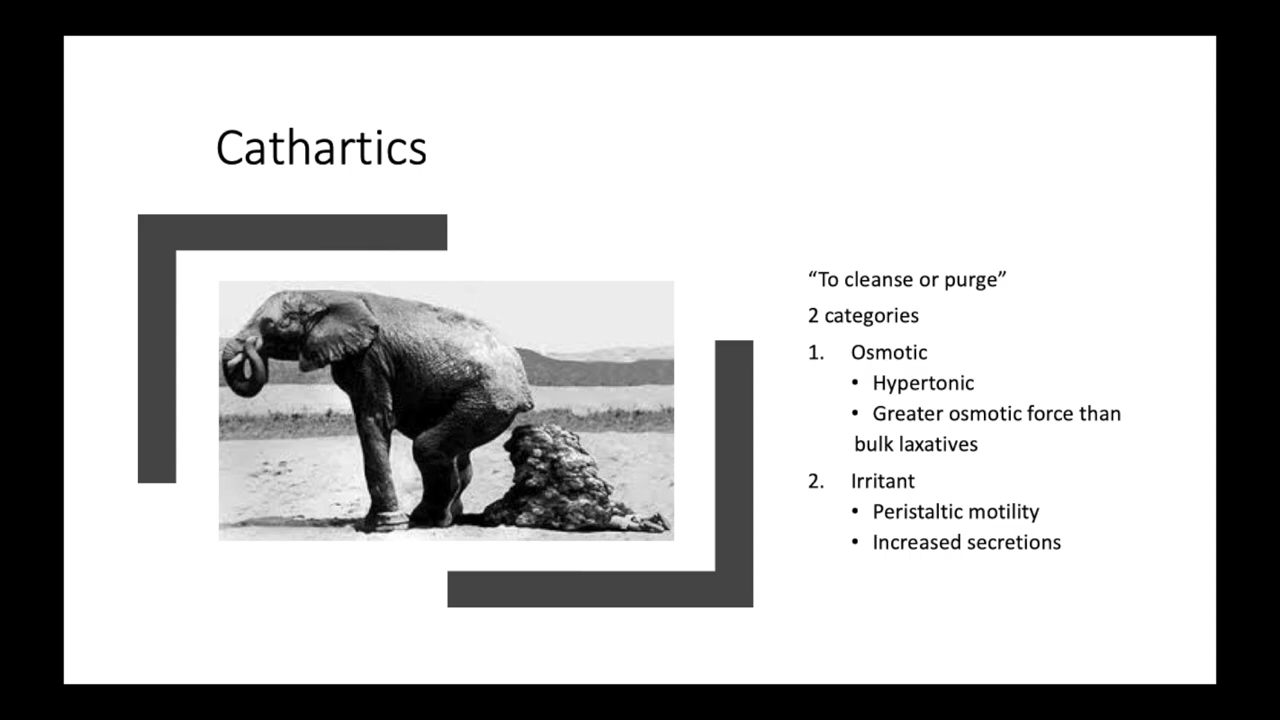 Cathartics
“To cleanse or purge”
2 categories
1. Osmotic
• Hypertonic
• Greater osmotic force than
bulk laxatives
2. Irritant
• Peristaltic motility
• Increased secretions